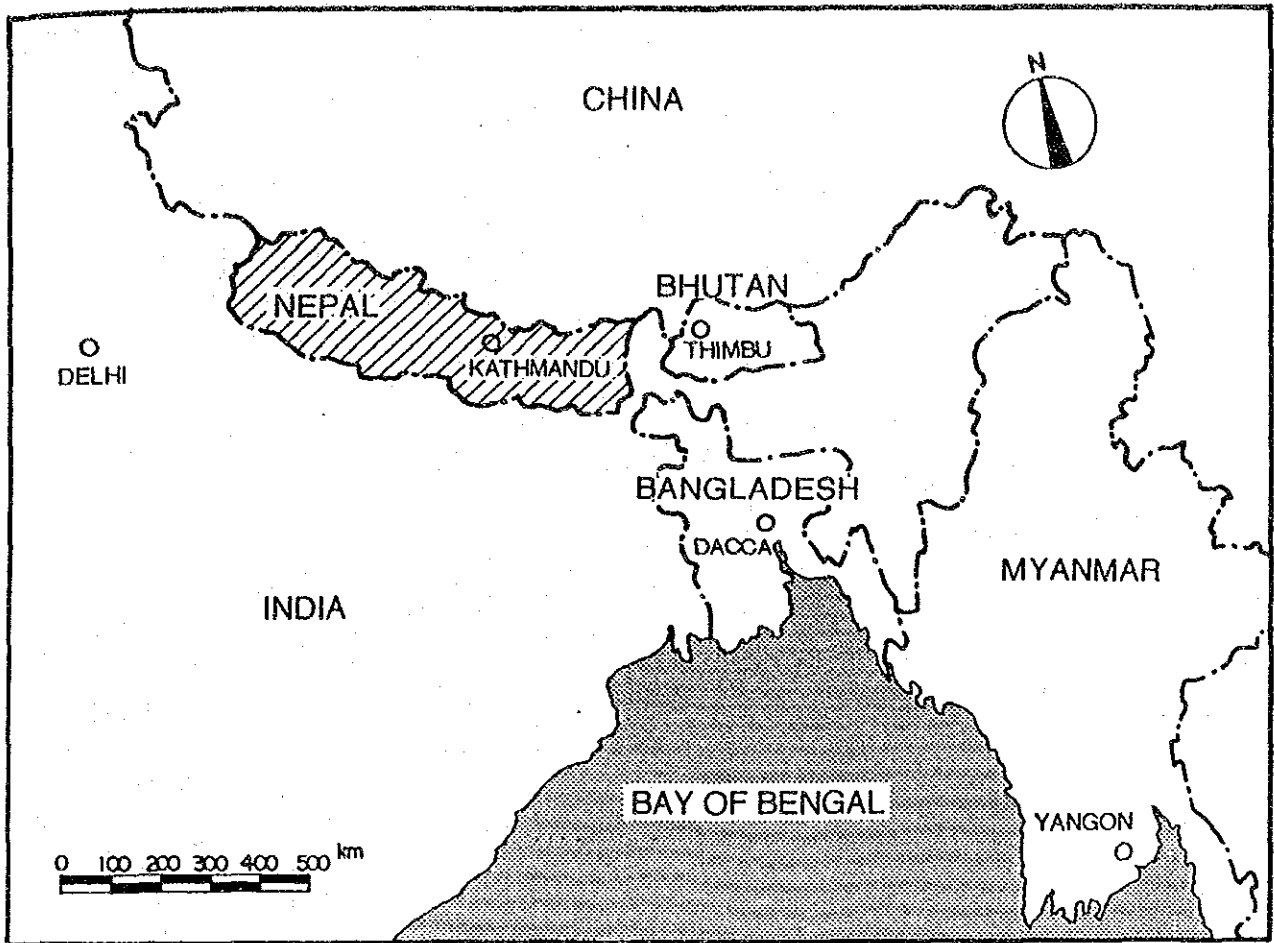 N
CHINA
BHUTAN
NEPAL
THIMBU
KATHMANDU
DELHI
BANGLADESH
DACCA
MYANMAR
INDIA
BAY OF BENGAL
YANGON
0 100 200 300 400 500 km